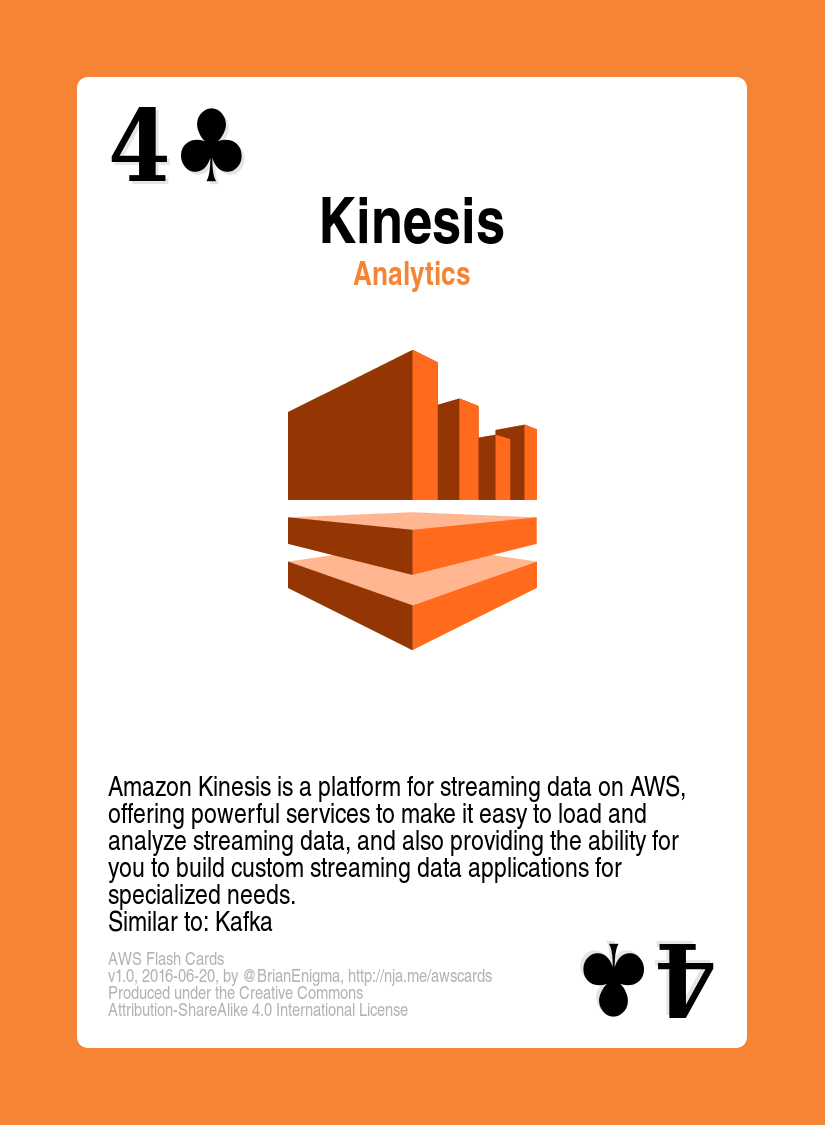 4♣
Kinesis
Analytics
Amazon Kinesis is a platform for streaming data on AWS,
offering powerful services to make it easy to load and
analyze streaming data, and also providing the ability for
you to build custom streaming data applications for
specialized needs.
Similar to: Kafka
AWS Flash Cards
v1.0, 2016-06-20, by @BrianEnigma, http://nja.me/awscards
Produced under the Creative Commons
Attribution-ShareAlike 4.0 International License
4♣